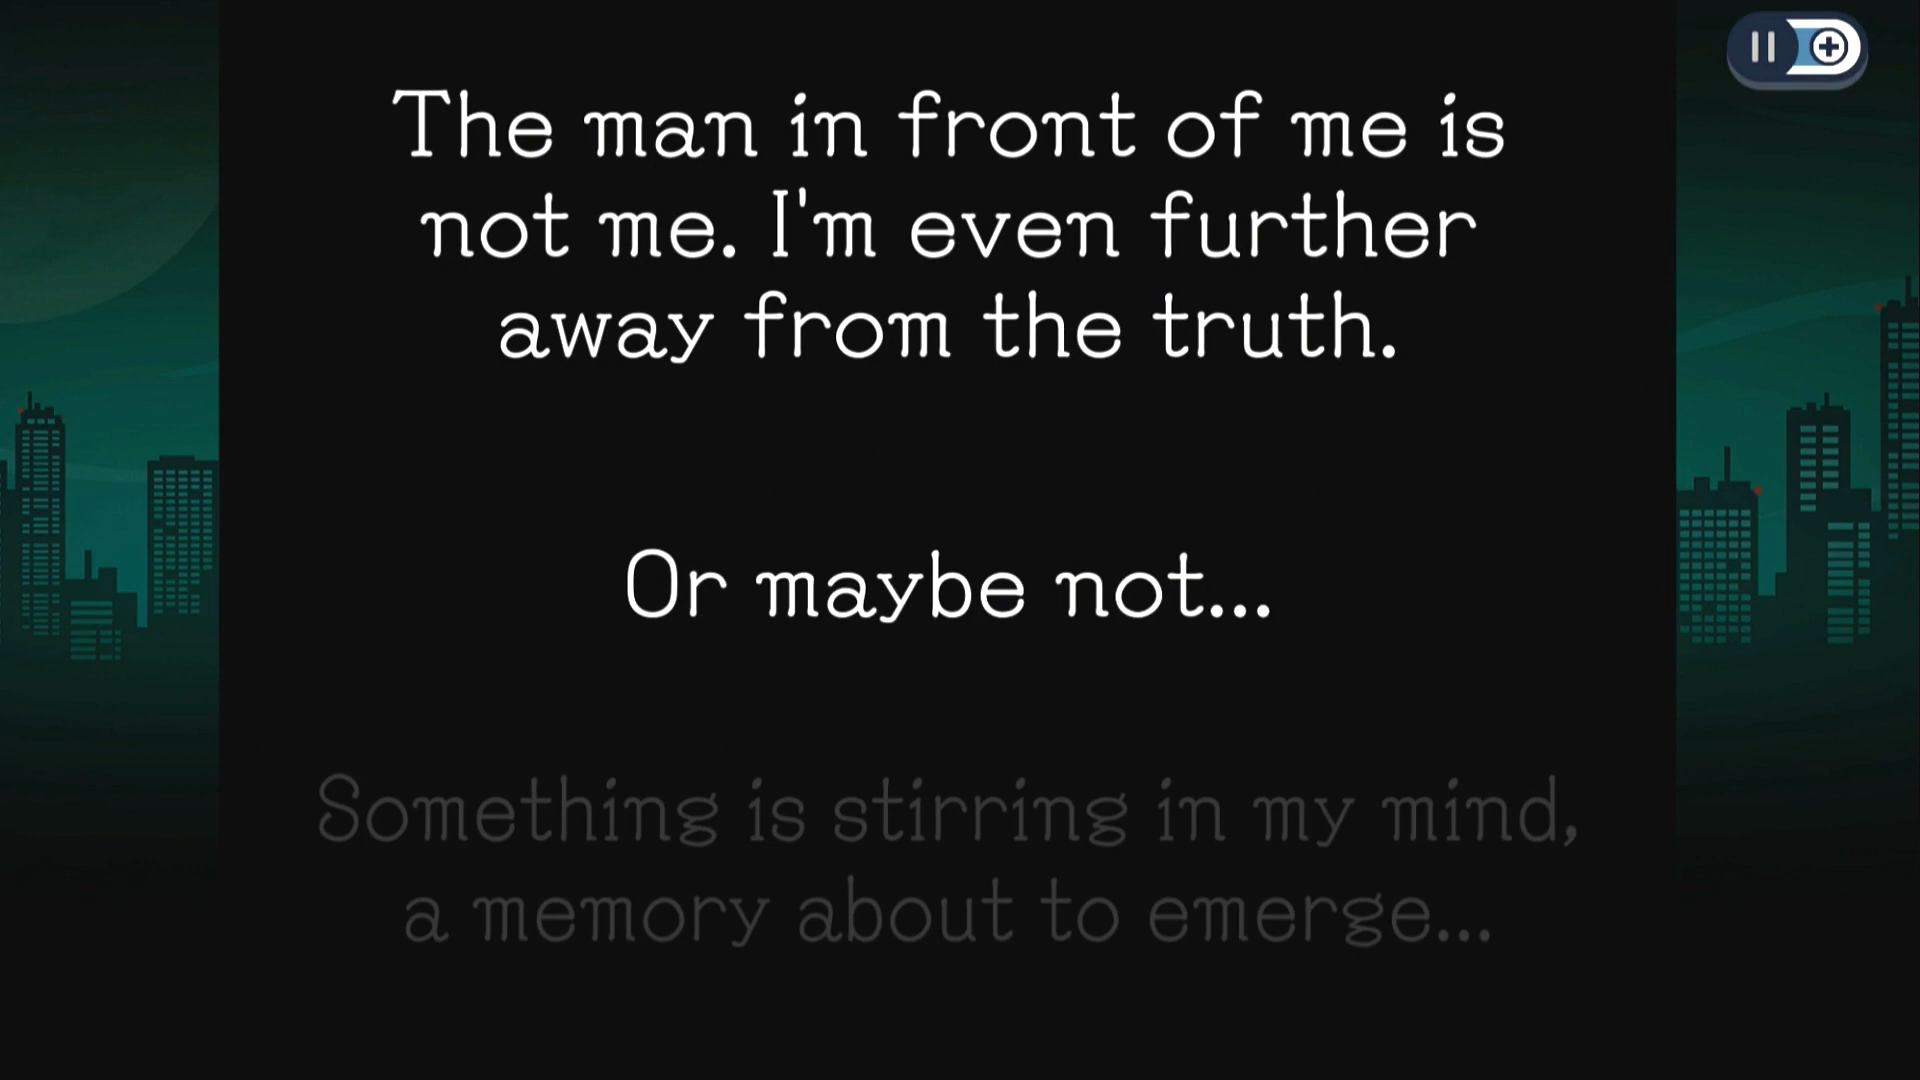 The man in front of me is
not me. I'm even further
away from the truth.
Or maybe not...
Something is stirring in my mind,
a memory about to emerge...